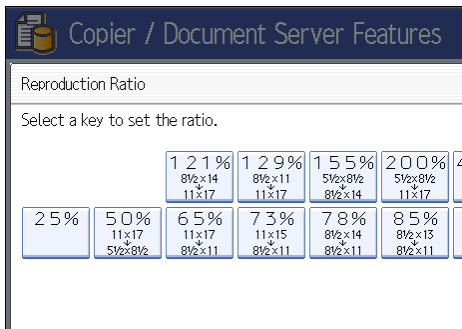 Copier / Document Server Features
Reproduction Ratio
Select a key to set the ratio.
121% 129% 155% 200% 4
8½×14 8½×11 5½×8½ 5½×8½
↓ ↓ ↓ ↓
11×17 11×17 8½×14 11×17
25% 50% 65% 73% 78% 85%
11×17 11×17 11×15 8½×14 8½×13
↓ ↓ ↓ ↓ ↓
5½×8½ 8½×11 8½×11 8½×11 8½×11